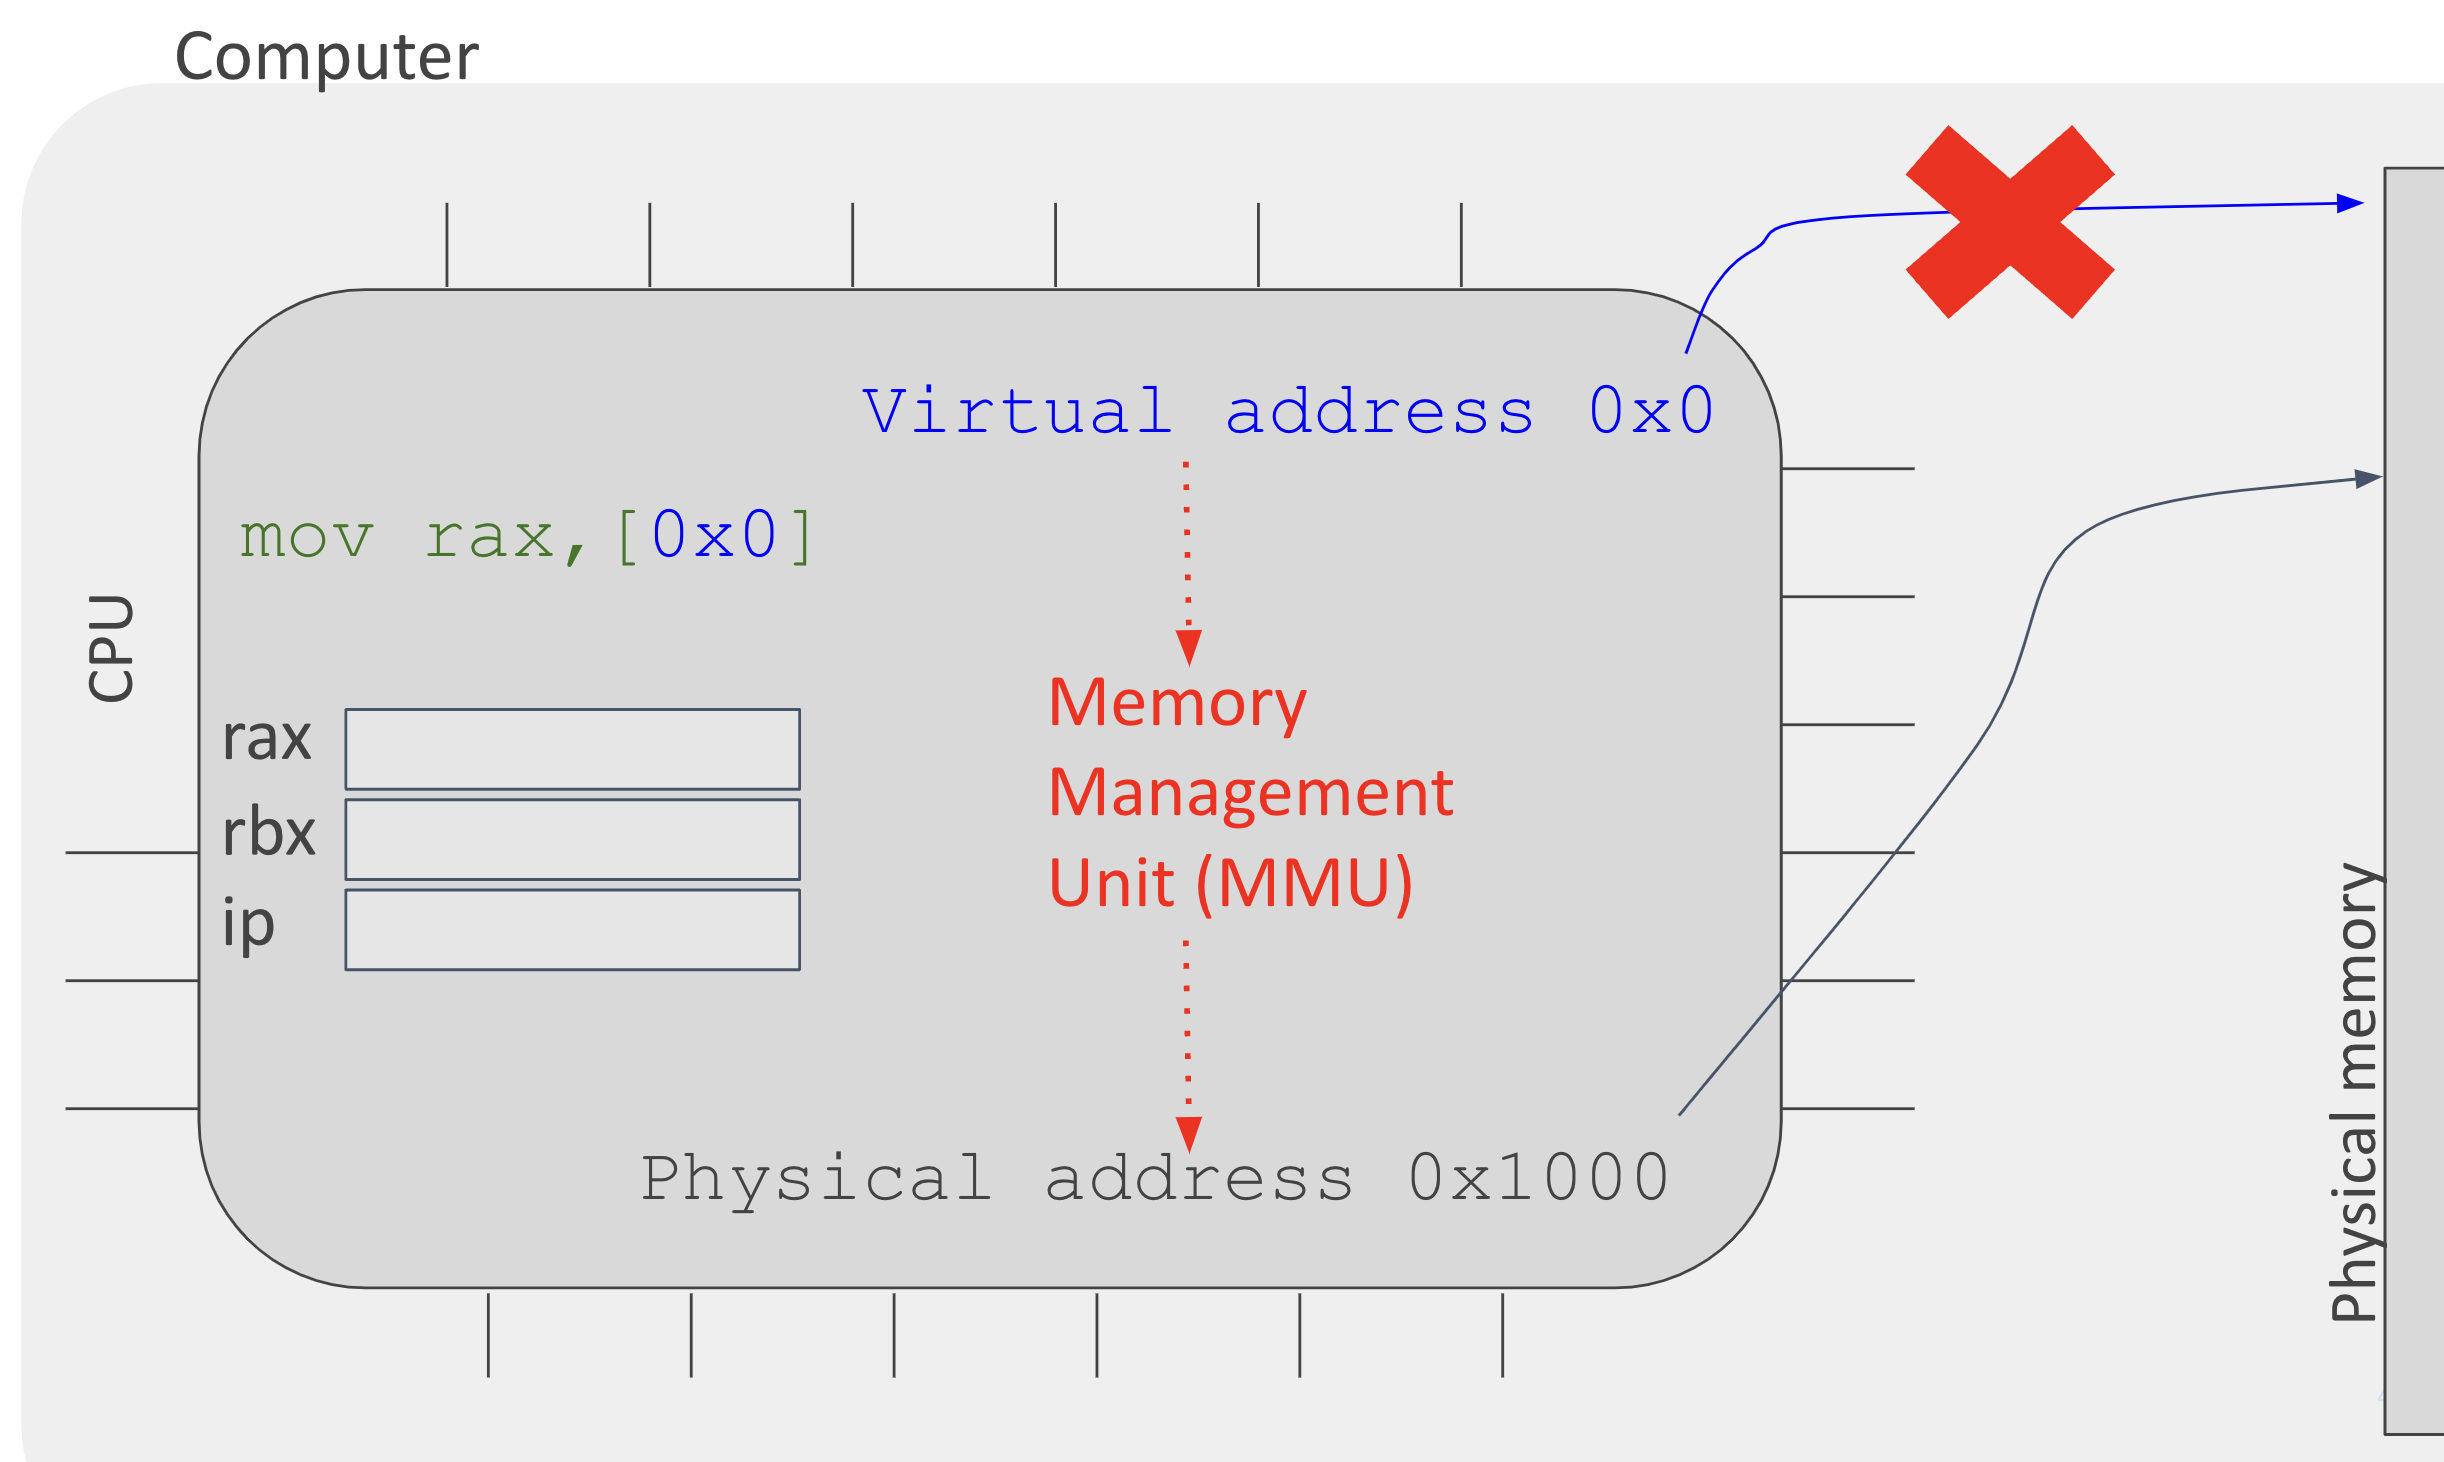 Computer
Virtual address 0x0
mov rax,[0x0]
CPU
rax
rbx
ip
Memory
Management
Unit (MMU)
Physical address 0x1000
Physical memory